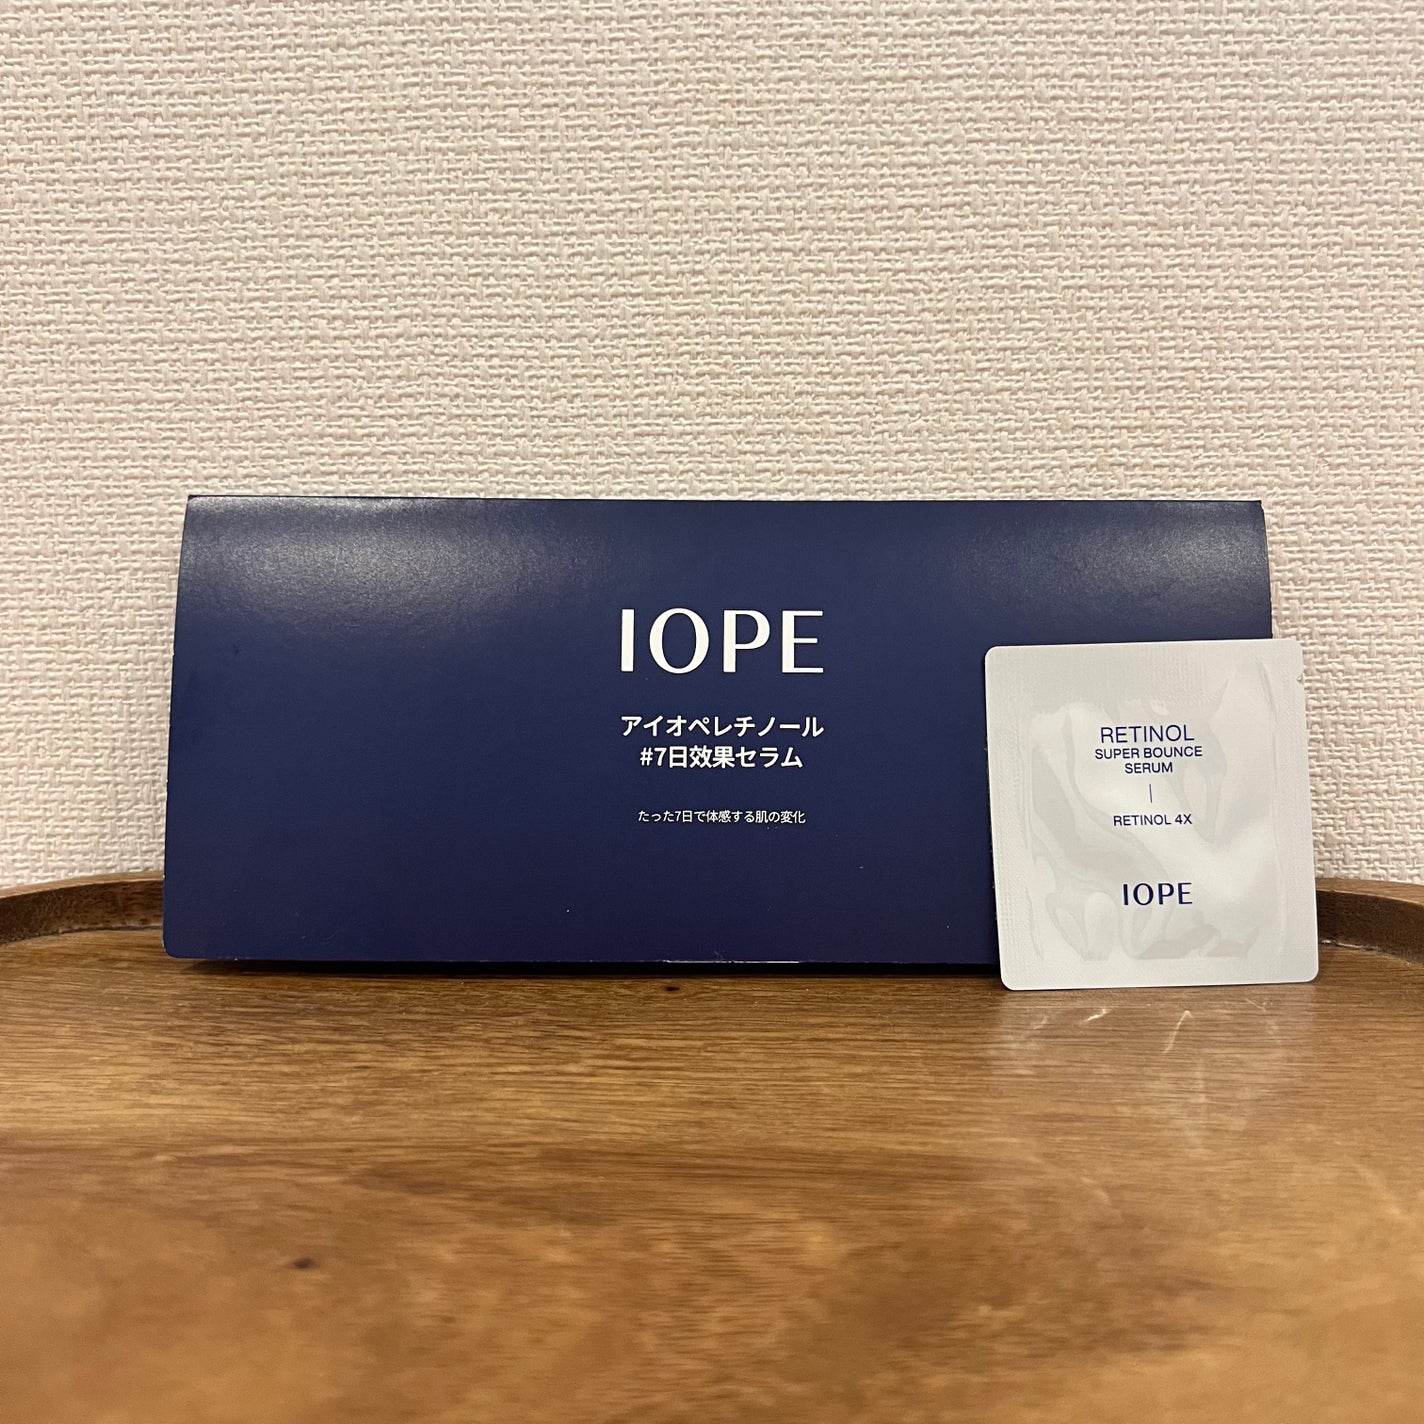 IOPE
アイオペレチノール
#7日効果セラム
たった7日で体感する肌の変化
RETINOL
SUPER BOUNCE
SERUM
RETINOL 4X
IOPE